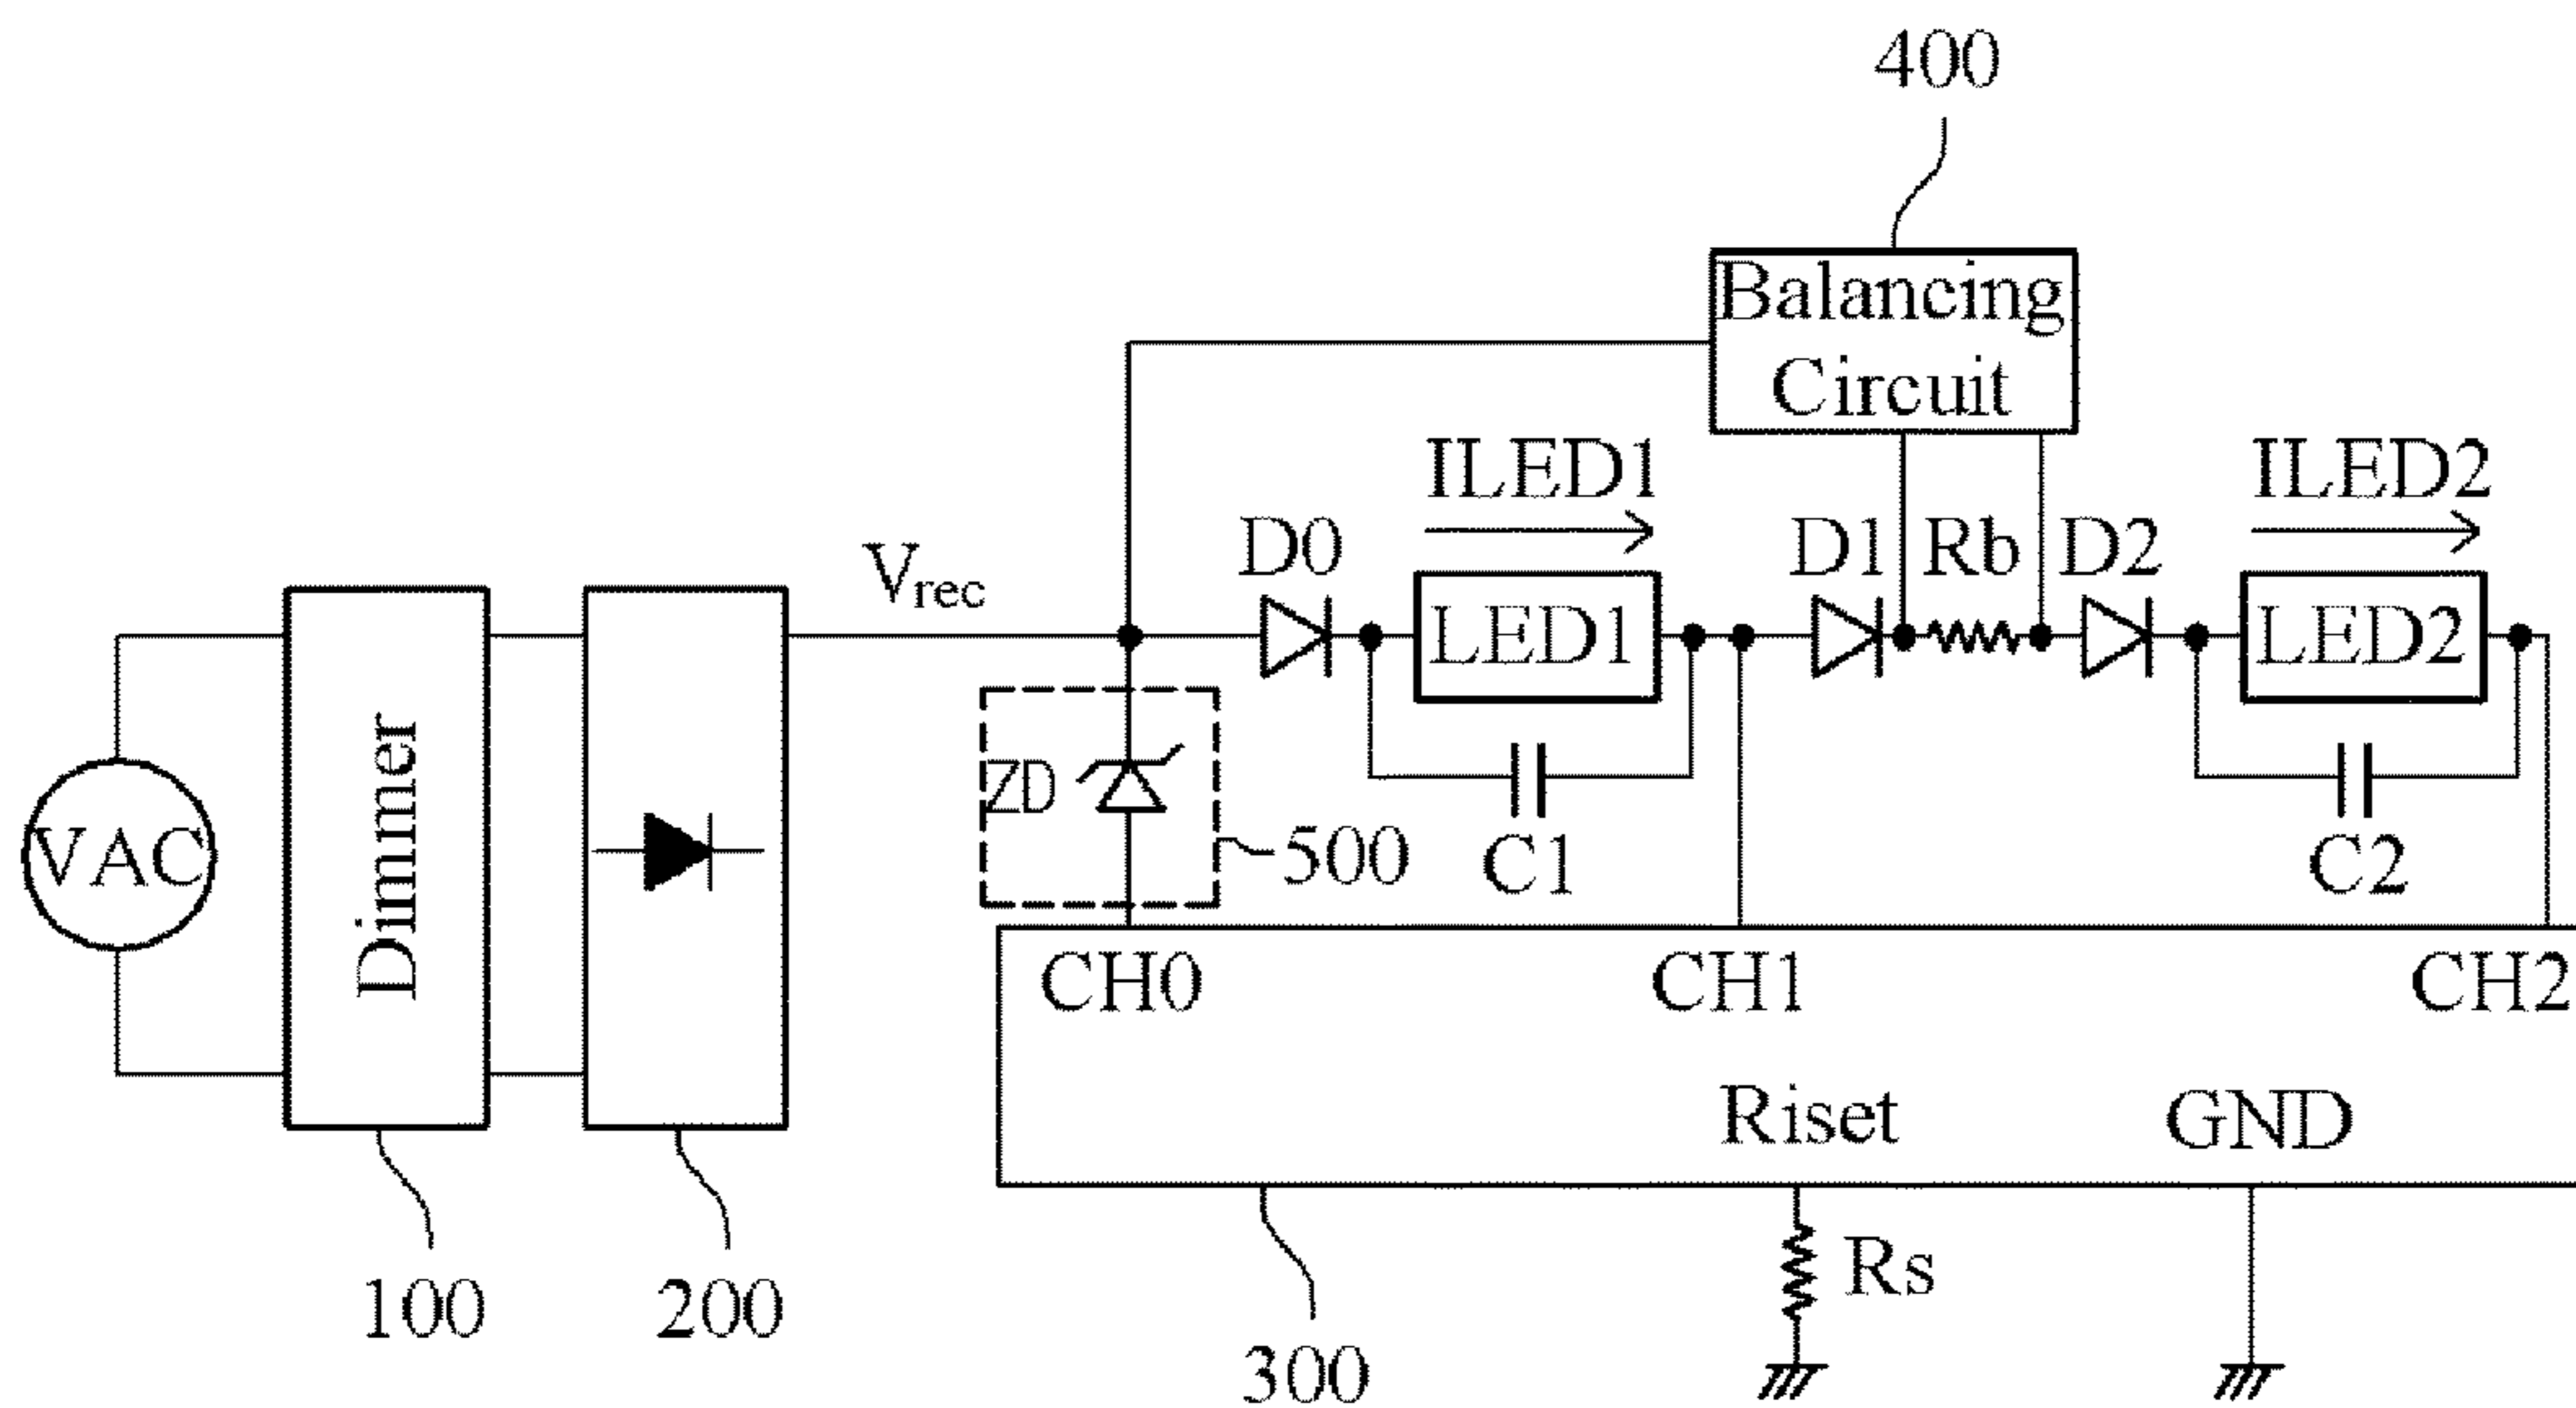 400
Balancing
Circuit
ILED1
ILED2
D0
D1
Rb
D2
Vrec
LED1
LED2
VAC
Dimmer
ZD
500
C1
C2
CH0
CH1
CH2
Riset
GND
Rs
100
200
300